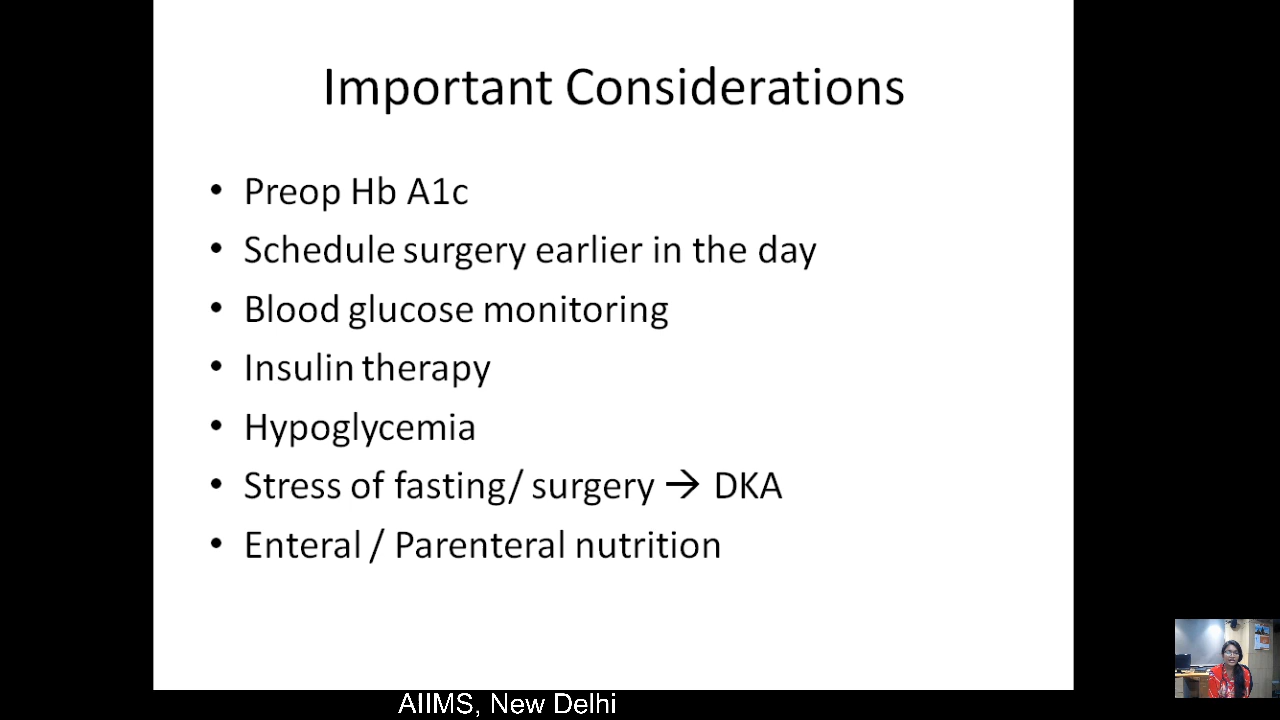 Important Considerations
• Preop Hb A1c
• Schedule surgery earlier in the day
• Blood glucose monitoring
• Insulin therapy
• Hypoglycemia
• Stress of fasting/ surgery → DKA
• Enteral / Parenteral nutrition
AIIMS, New Delhi